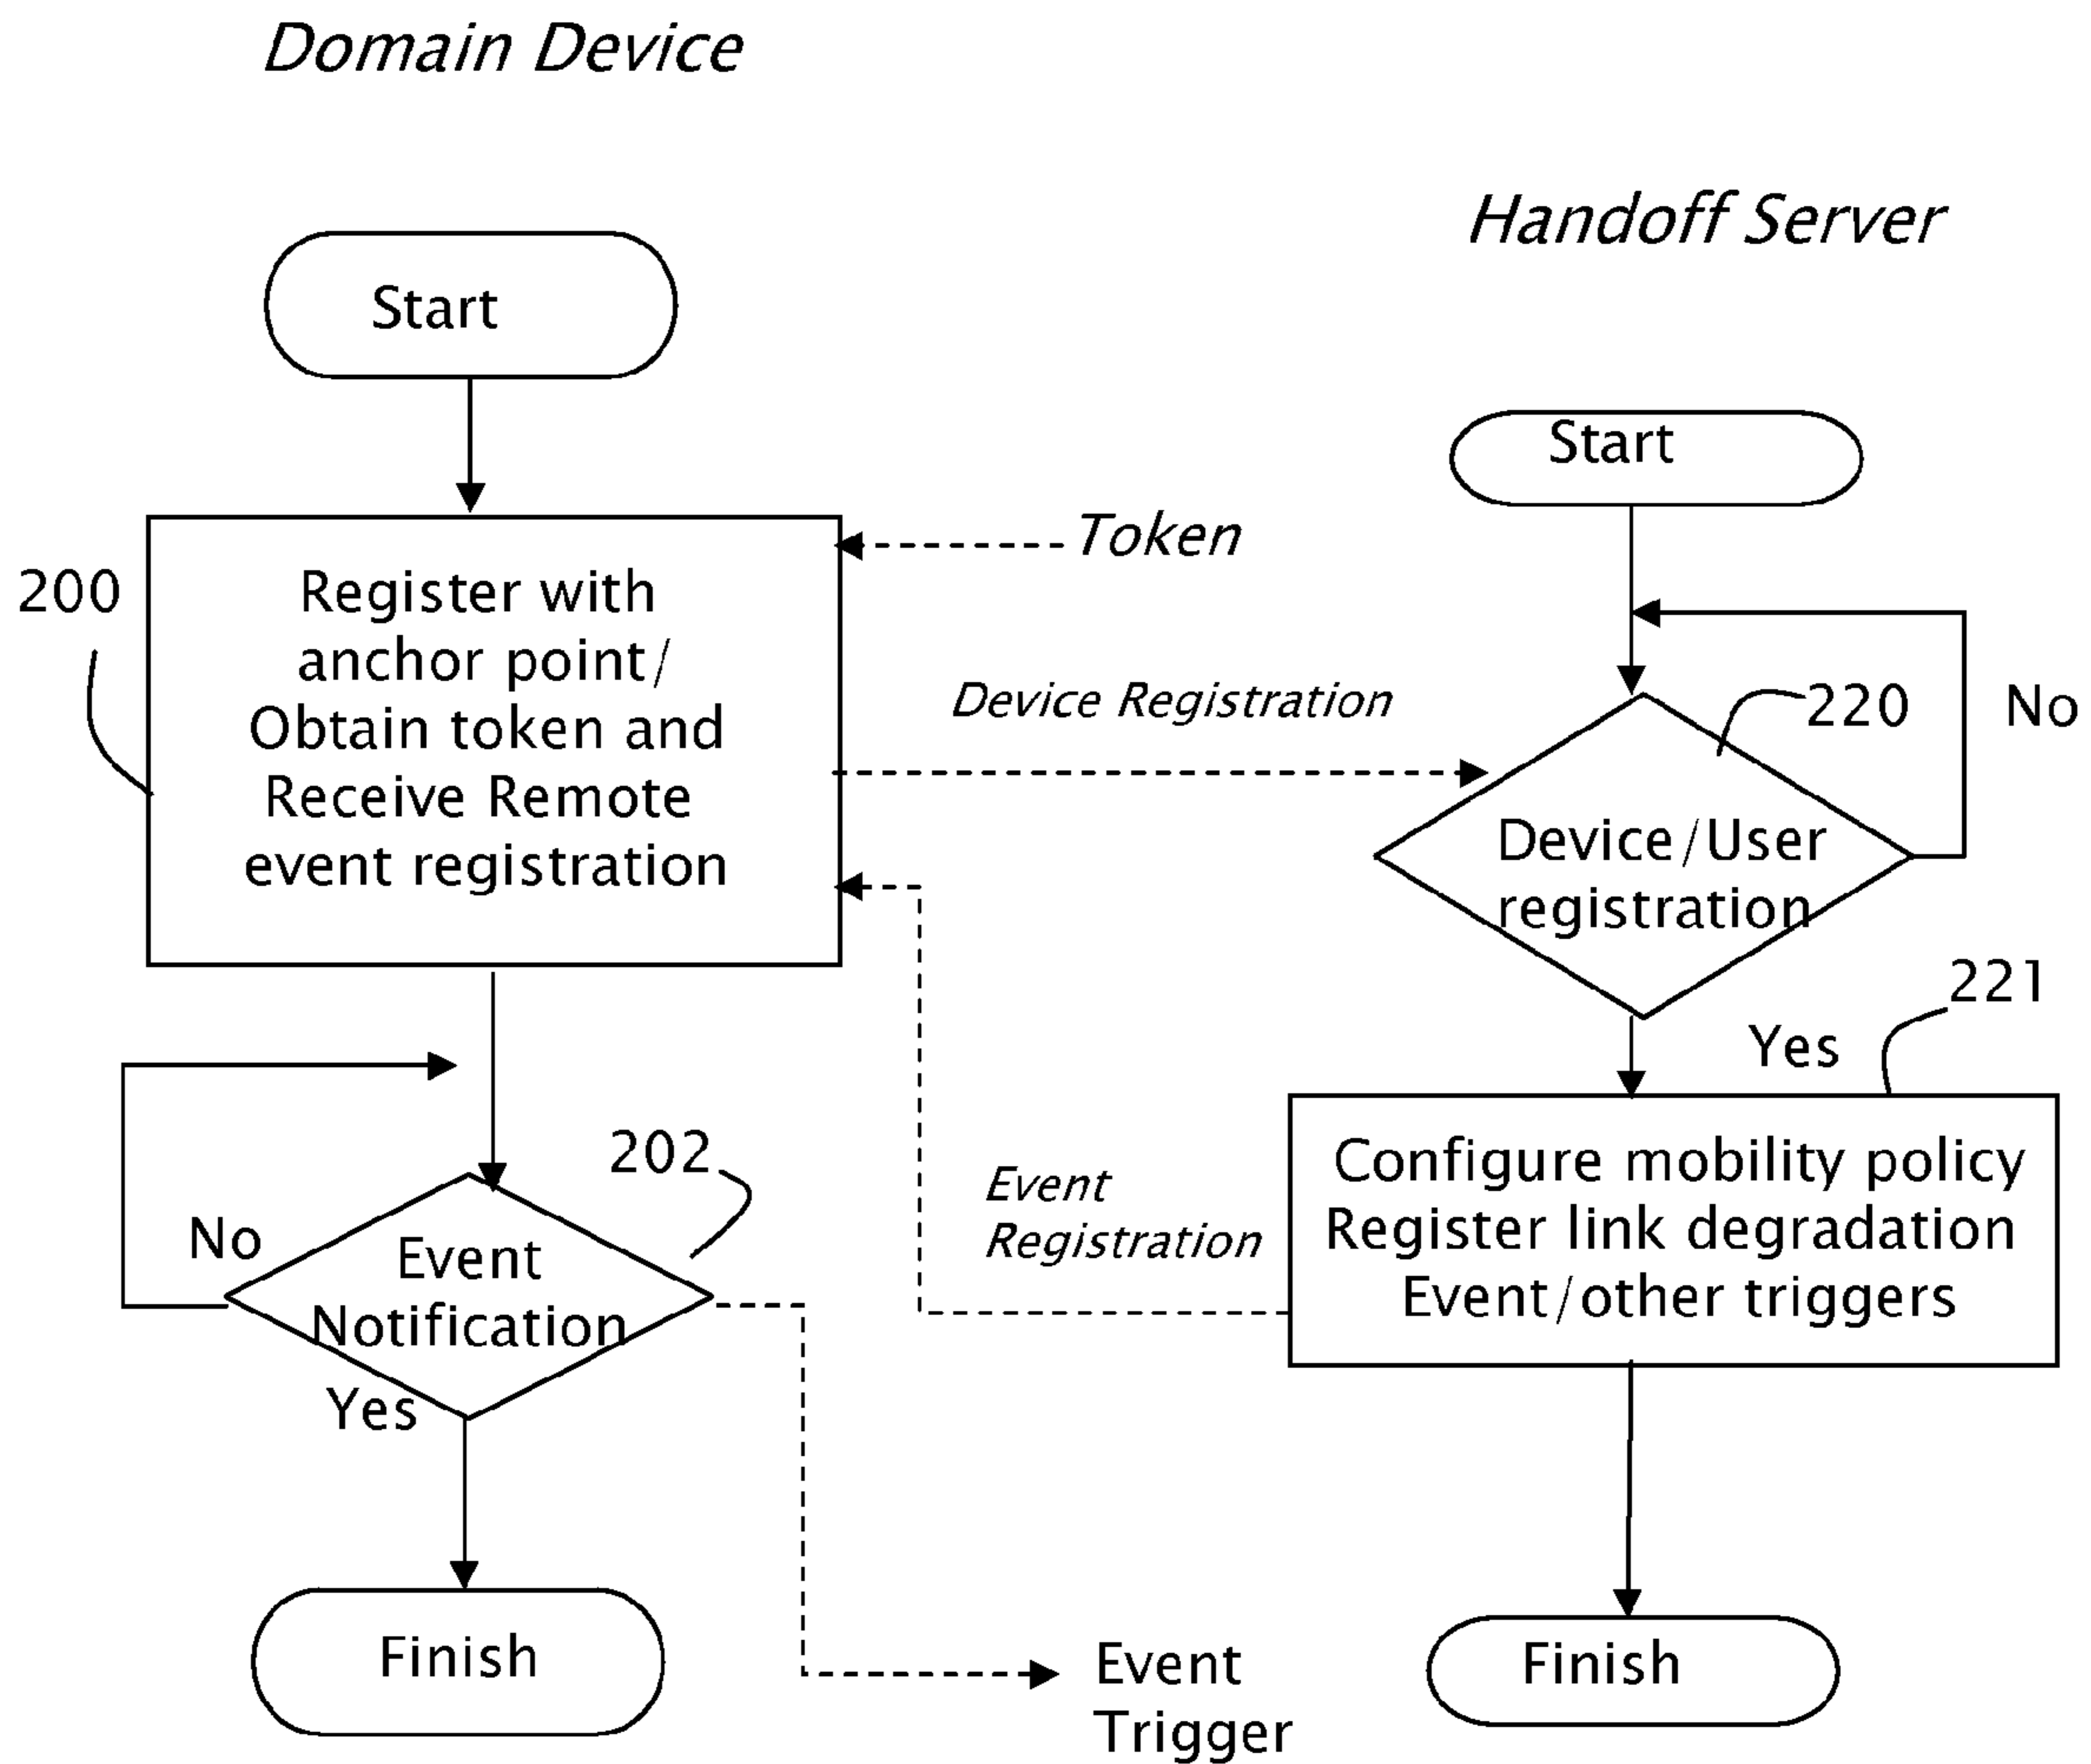 Domain Device
Handoff Server
Start
Start
Token
200
Register with
anchor point/
Obtain token and
Receive Remote
event registration
Device Registration
220
No
Device/User
registration
221
Yes
202
No
Event
Notification
Yes
Event
Registration
Configure mobility policy
Register link degradation
Event/other triggers
Finish
Event
Trigger
Finish